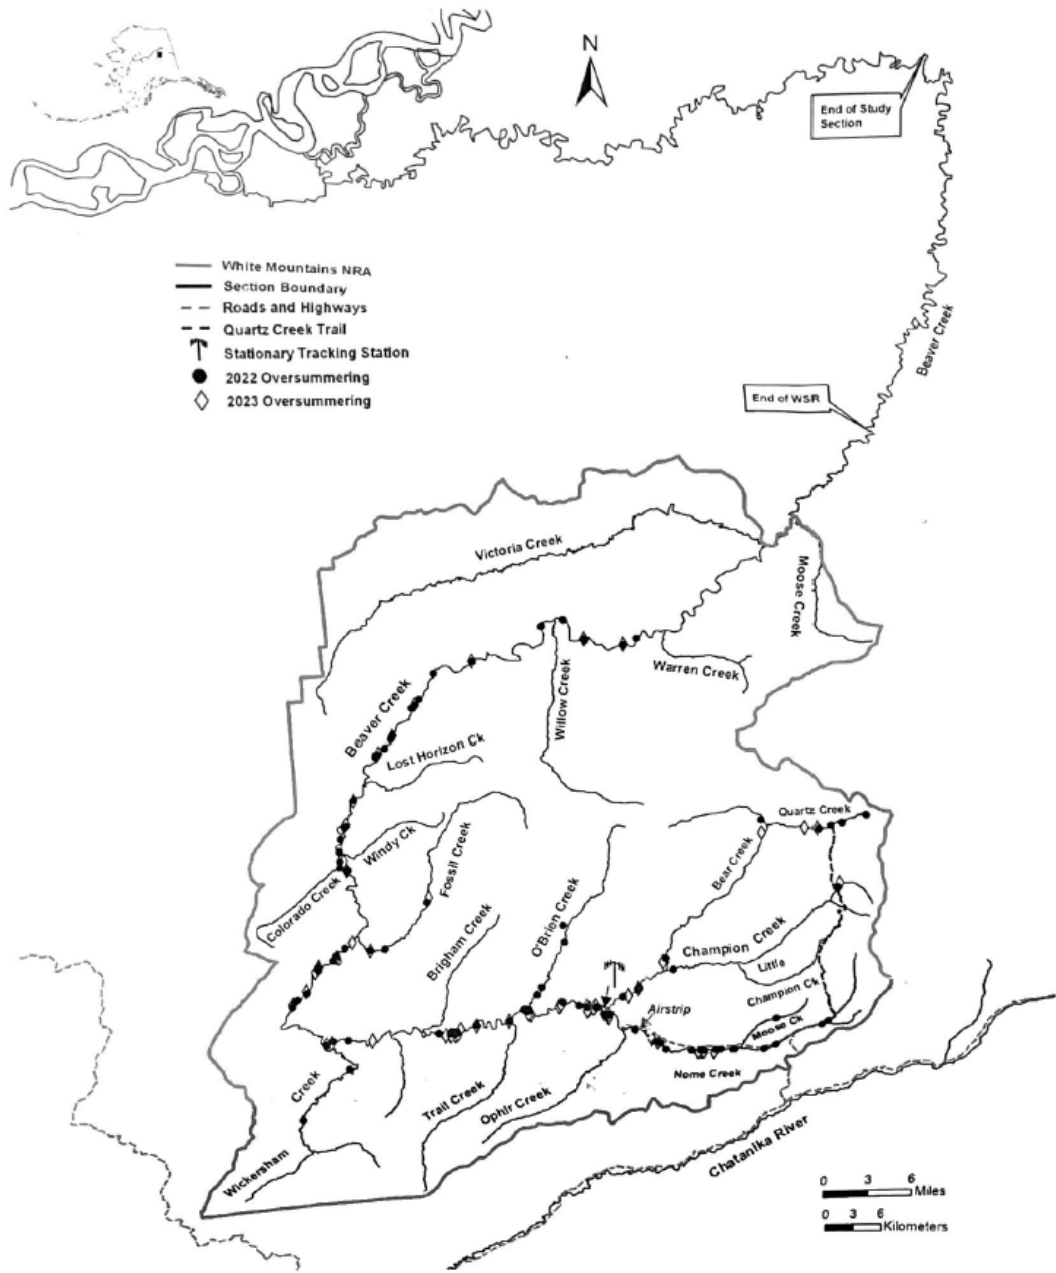 N
End of Study
Section
White Mountains NRA
Section Boundary
Roads and Highways
Quartz Creek Trail
Stationary Tracking Station
2022 Oversummering
2023 Oversummering
Beaver Creek
End of WSR
Victoria Creek
Moose Creek
Warren Creek
Willow Creek
Beaver Creek
Lost Horizon Ck
Quartz Creek
Windy Ck
Fossil Creek
Bear Creek
Colorado Creek
O'Brien Creek
Brigham Creek
Champion Creek
Little
Champion Ck
Airstrip
Moose Ck
Nome Creek
Creek
Wickersham
Trail Creek
Ophir Creek
Chatanika River
0 3 6
Miles
0 3 6
Kilometers